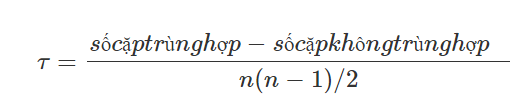 τ = (sốcặptrùnghợp − sốcặpkhôngtrùnghợp) / (n(n − 1)/2)